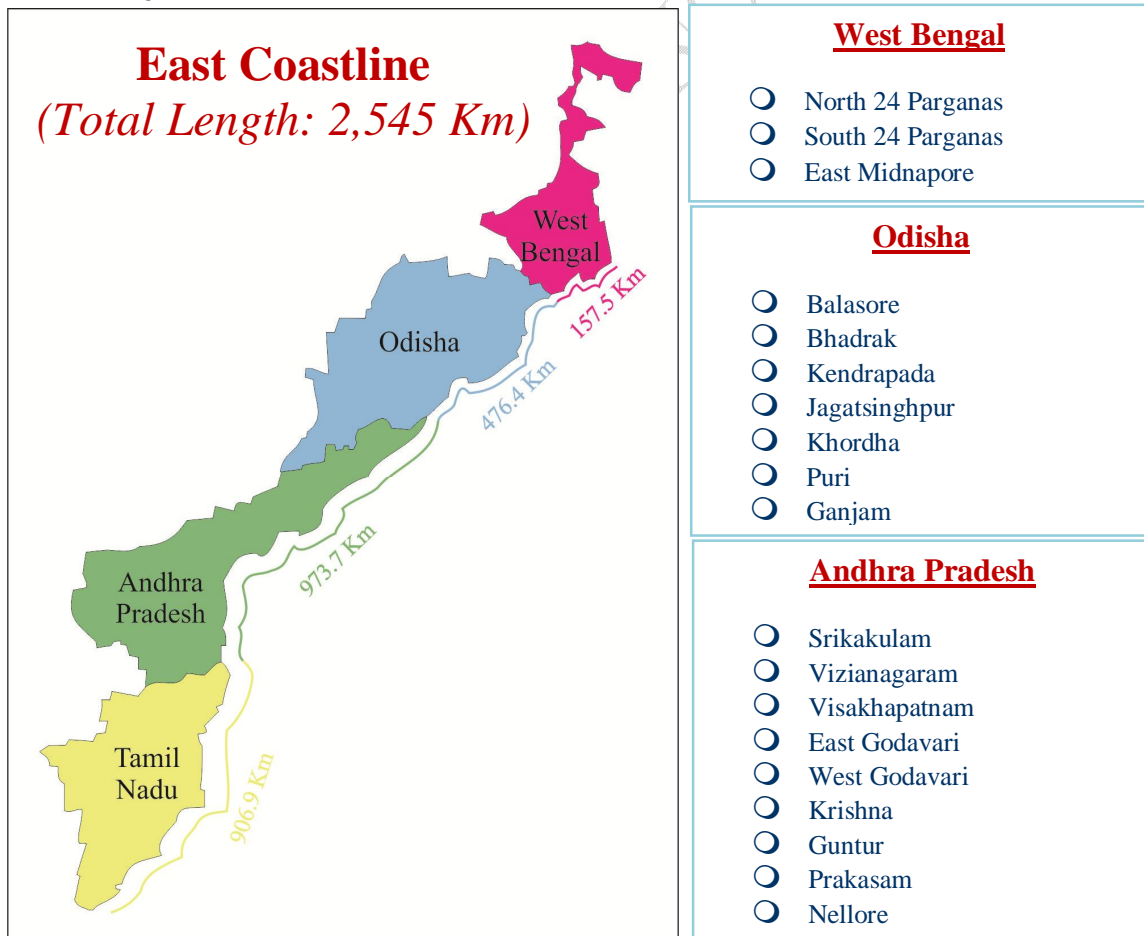 East Coastline
(Total Length: 2,545 Km)
West
Bengal
157.5 Km
Odisha
476.4 Km
973.7 Km
Andhra
Pradesh
Tamil
Nadu
906.9 Km
West Bengal
North 24 Parganas
South 24 Parganas
East Midnapore
Odisha
Balasore
Bhadrak
Kendrapada
Jagatsinghpur
Khordha
Puri
Ganjam
Andhra Pradesh
Srikakulam
Vizianagaram
Visakhapatnam
East Godavari
West Godavari
Krishna
Guntur
Prakasam
Nellore